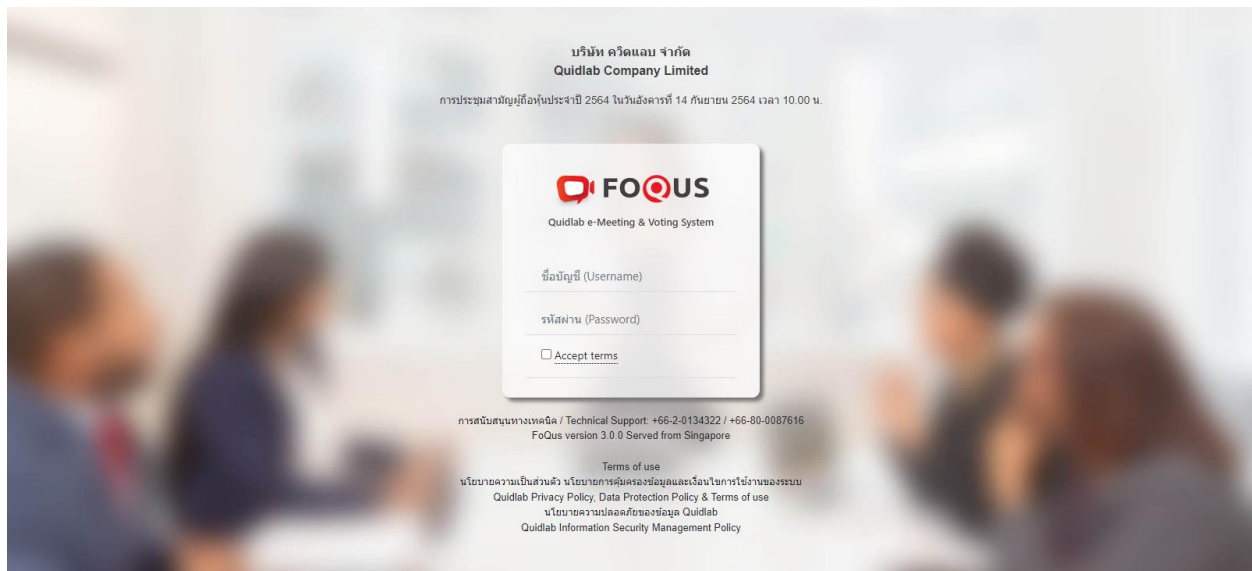 บริษัท ควิดแลบ จำกัด
Quidlab Company Limited
การประชุมสามัญผู้ถือหุ้นประจำปี 2564 ในวันอังคารที่ 14 กันยายน 2564 เวลา 10.00 น.
FOQUS
Quidlab e-Meeting & Voting System
ชื่อบัญชี (Username)
รหัสผ่าน (Password)
Accept terms
การสนับสนุนทางเทคนิค / Technical Support: +66-2-0134322 / +66-80-0087616
FoQus version 3.0.0 Served from Singapore
Terms of use
นโยบายความเป็นส่วนตัว นโยบายการคุ้มครองข้อมูลและเงื่อนไขการใช้งานของระบบ
Quidlab Privacy Policy, Data Protection Policy & Terms of use
นโยบายความปลอดภัยของข้อมูล Quidlab
Quidlab Information Security Management Policy